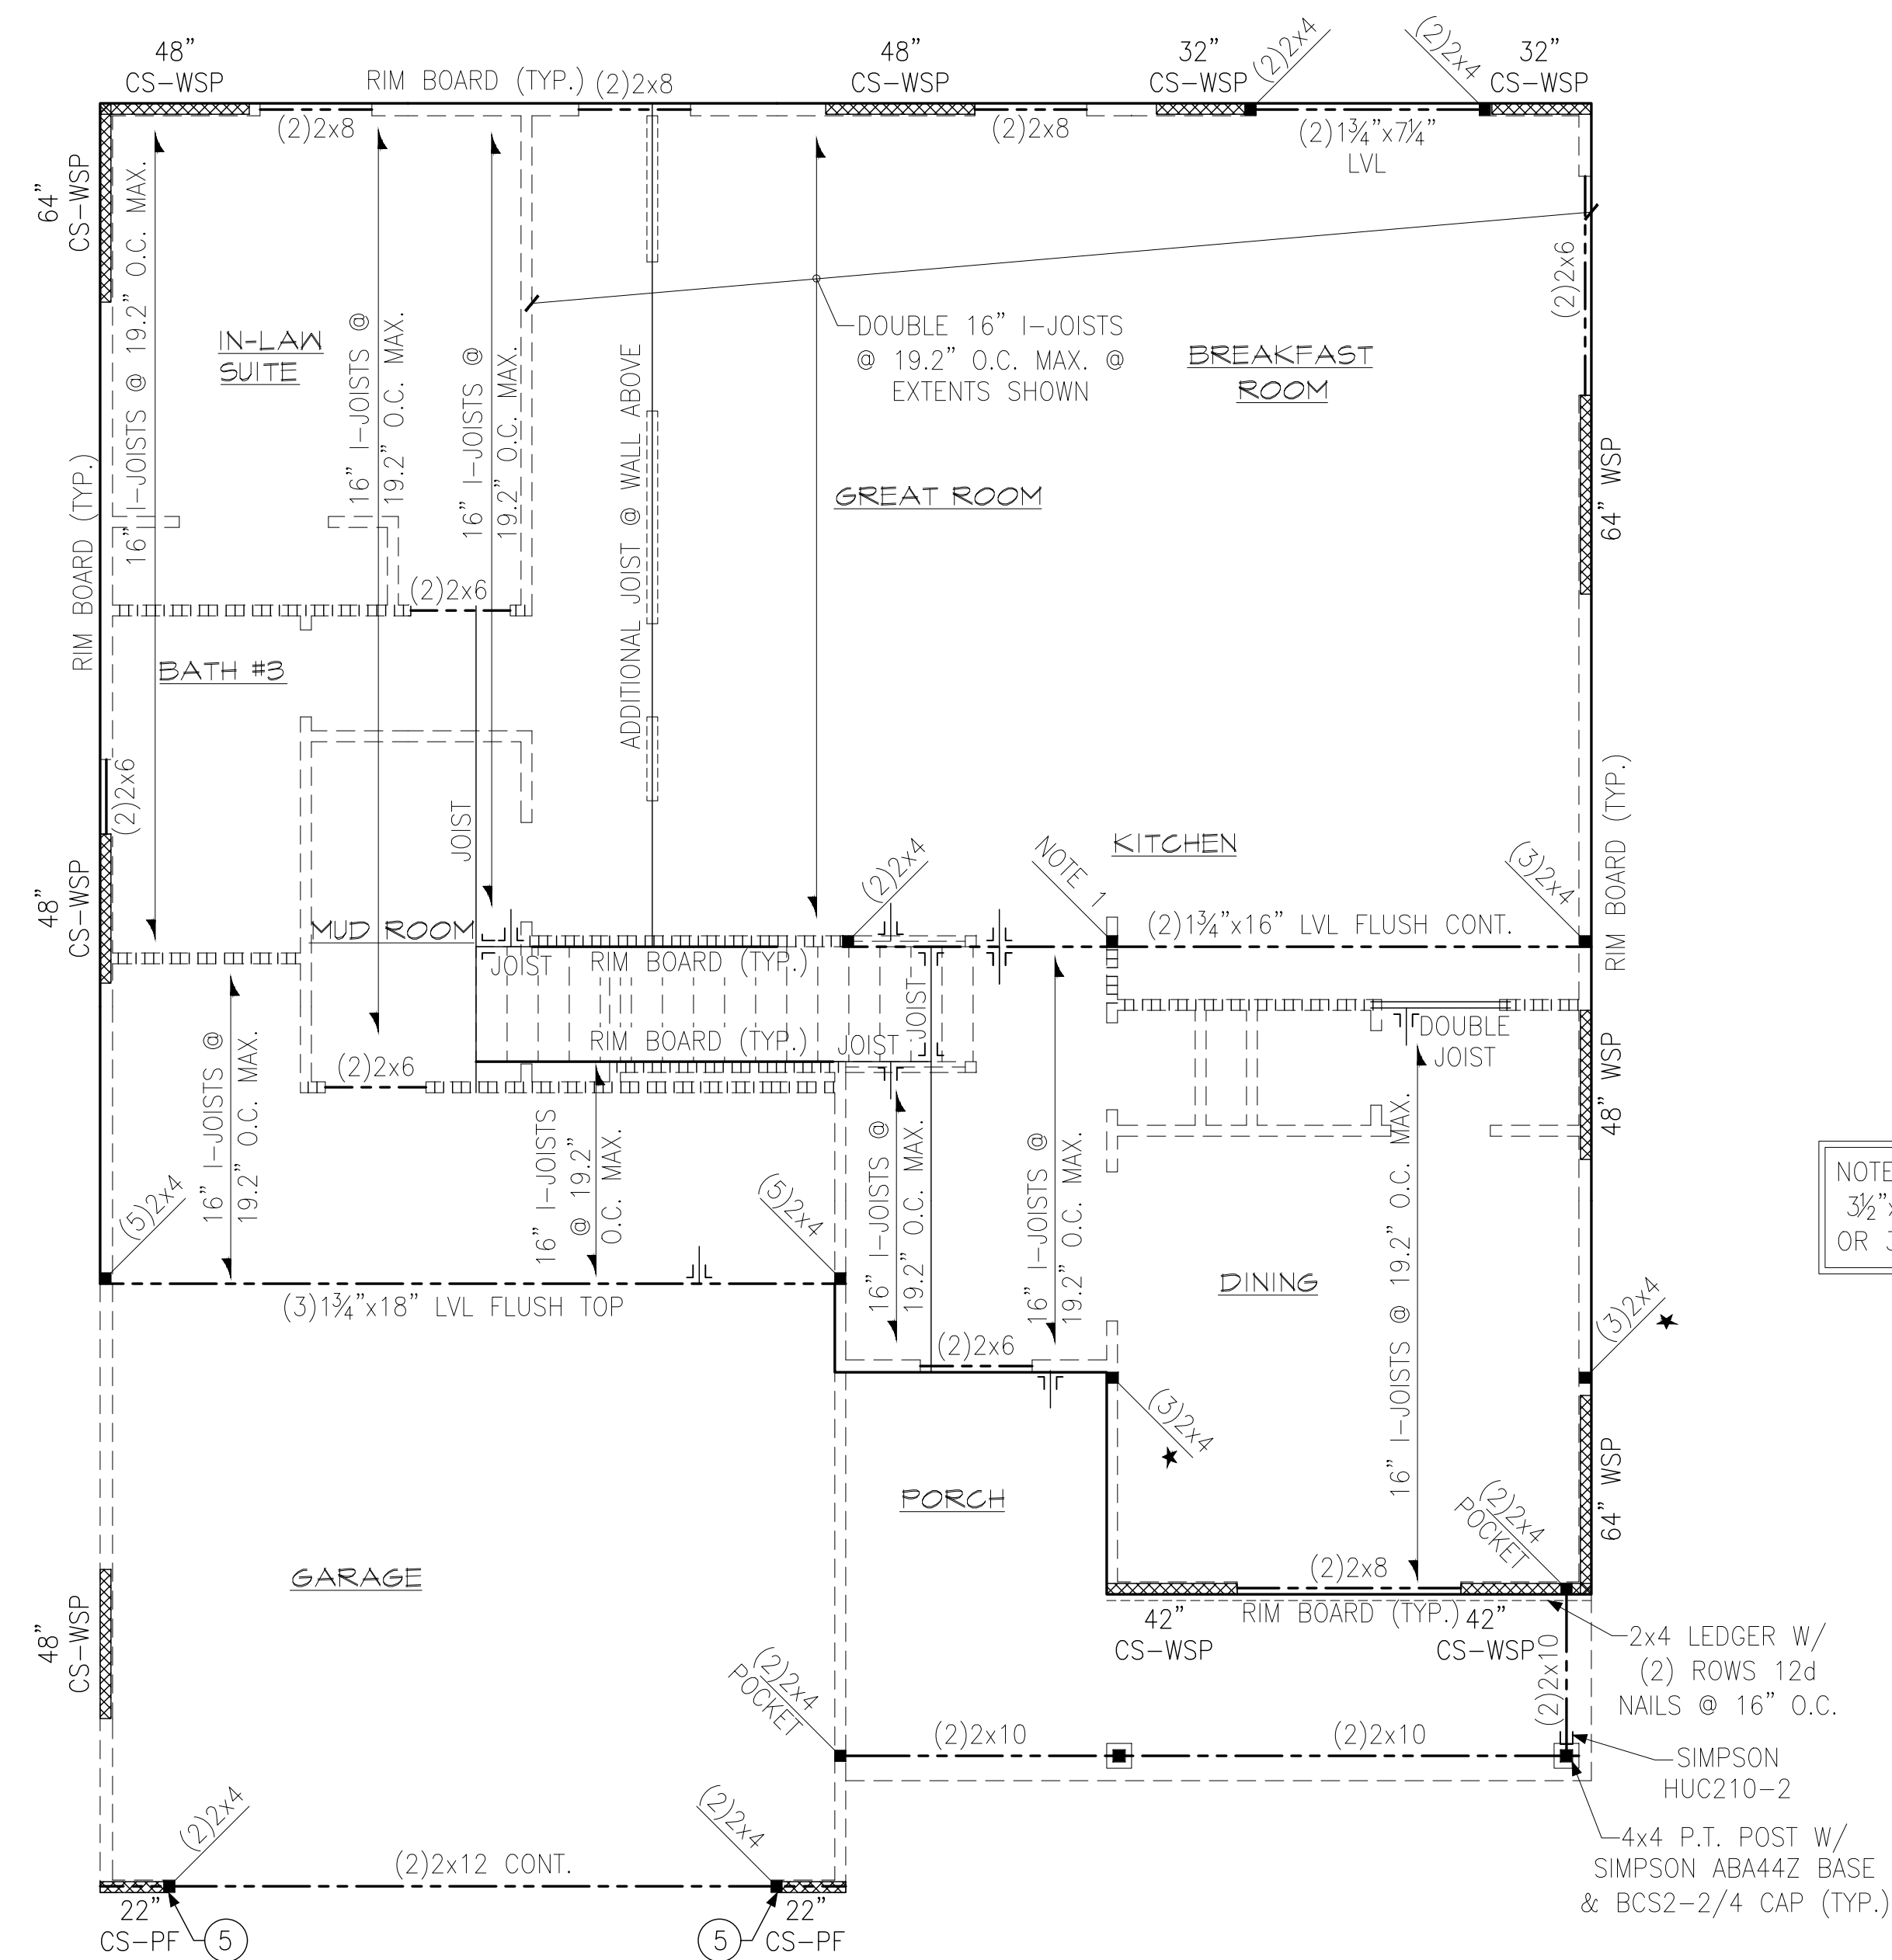 48"
CS-WSP
RIM BOARD (TYP.)
(2)2x8
48"
CS-WSP
32"
CS-WSP
(2)2x4
(2)2x4
32"
CS-WSP
(2)2x8
(2)2x8
(2)1¾"x7¼"
LVL
64"
CS-WSP
16" I-JOISTS @ 19.2" O.C. MAX.
16" I-JOISTS @
19.2" O.C. MAX.
16" I-JOISTS @
19.2" O.C. MAX.
(2)2x6
IN-LAW
SUITE
DOUBLE 16" I-JOISTS
@ 19.2" O.C. MAX. @
EXTENTS SHOWN
BREAKFAST
ROOM
ADDITIONAL JOIST @ WALL ABOVE
GREAT ROOM
64" WSP
RIM BOARD (TYP.)
(2)2x6
BATH #3
(2)2x6
JOIST
KITCHEN
NOTE 1
(2)2x4
(3)2x4
RIM BOARD (TYP.)
48"
CS-WSP
MUD ROOM
(2)1¾"x16" LVL FLUSH CONT.
JOIST
RIM BOARD (TYP.)
JOIST
RIM BOARD (TYP.)
JOIST
DOUBLE
JOIST
(2)2x6
48" WSP
16" I-JOISTS @
19.2" O.C. MAX.
16" I-JOISTS
@ 19.2"
O.C. MAX.
16" I-JOISTS @
19.2" O.C. MAX.
16" I-JOISTS @
19.2" O.C. MAX.
16" I-JOISTS @ 19.2" O.C. MAX.
NOTE
3½"x
OR
(5)2x4
(5)2x4
(3)1¾"x18" LVL FLUSH TOP
DINING
(3)2x4
★
(2)2x6
(3)2x4
★
PORCH
(2)2x4
POCKET
64" WSP
GARAGE
(2)2x8
48"
CS-WSP
42"
CS-WSP
RIM BOARD (TYP.)
42"
CS-WSP
2x4 LEDGER W/
(2) ROWS 12d
NAILS @ 16" O.C.
(2)2x10
(2)2x4
POCKET
(2)2x10
(2)2x10
SIMPSON
HUC210-2
4x4 P.T. POST W/
SIMPSON ABA44Z BASE
& BCS2-2/4 CAP (TYP.)
(2)2x4
(2)2x4
(2)2x12 CONT.
22"
CS-PF
5
5
22"
CS-PF